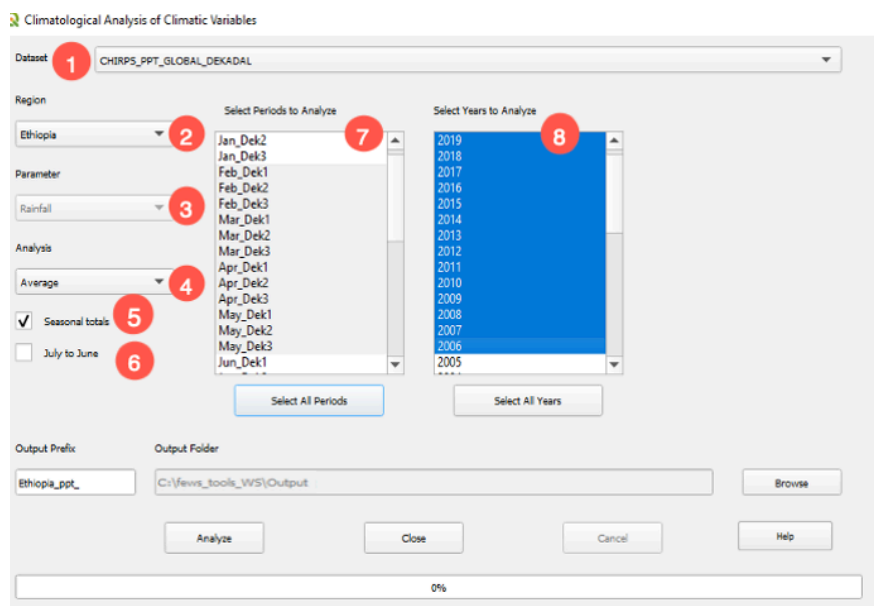 Climatological Analysis of Climatic Variables
Dataset
1
CHIRPS_PPT_GLOBAL_DEKADAL
Region
Ethiopia
2
Parameter
Rainfall
3
Analysis
Average
4
Seasonal totals
5
July to June
6
Select Periods to Analyze
7
Jan_Dek2
Jan_Dek3
Feb_Dek1
Feb_Dek2
Feb_Dek3
Mar_Dek1
Mar_Dek2
Mar_Dek3
Apr_Dek1
Apr_Dek2
Apr_Dek3
May_Dek1
May_Dek2
May_Dek3
Jun_Dek1
Select All Periods
Select Years to Analyze
8
2019
2018
2017
2016
2015
2014
2013
2012
2011
2010
2009
2008
2007
2006
2005
Select All Years
Output Prefix
Ethiopia_ppt_
Output Folder
C:\fews_tools_WS\Output
Browse
Analyze
Close
Cancel
Help
0%